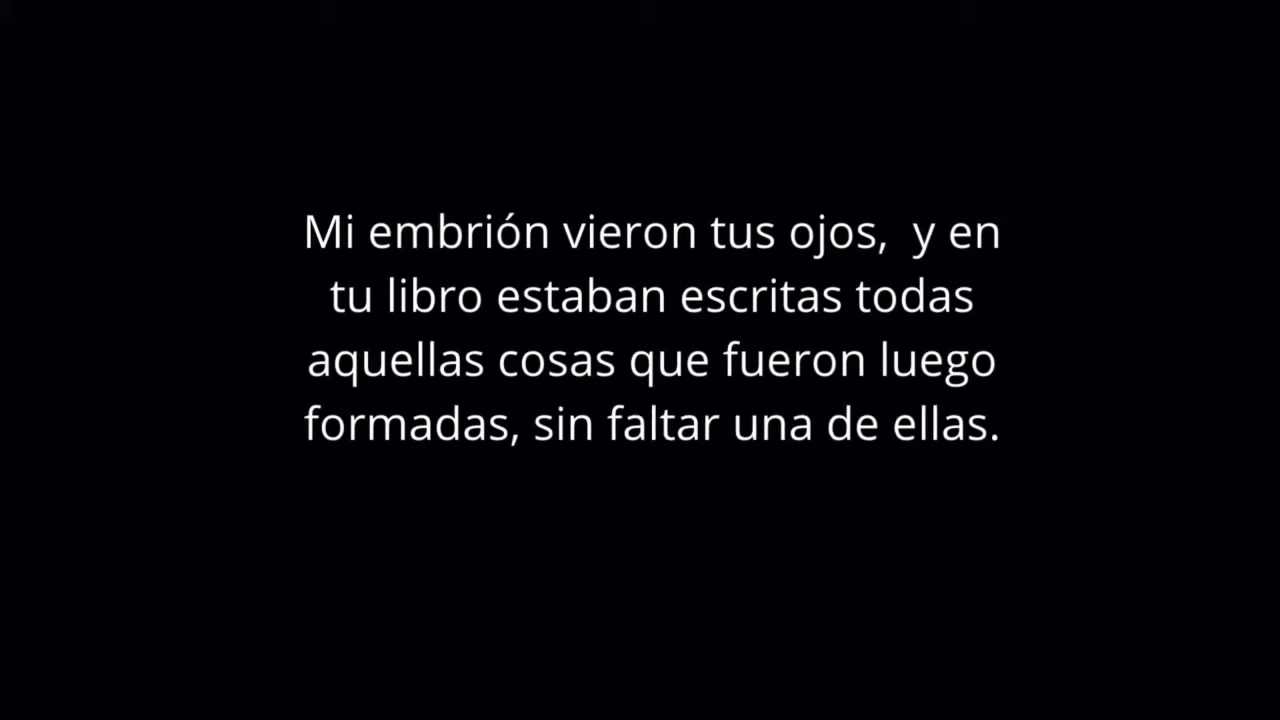 Mi embrión vieron tus ojos,  y en
tu libro estaban escritas todas
aquellas cosas que fueron luego
formadas, sin faltar una de ellas.